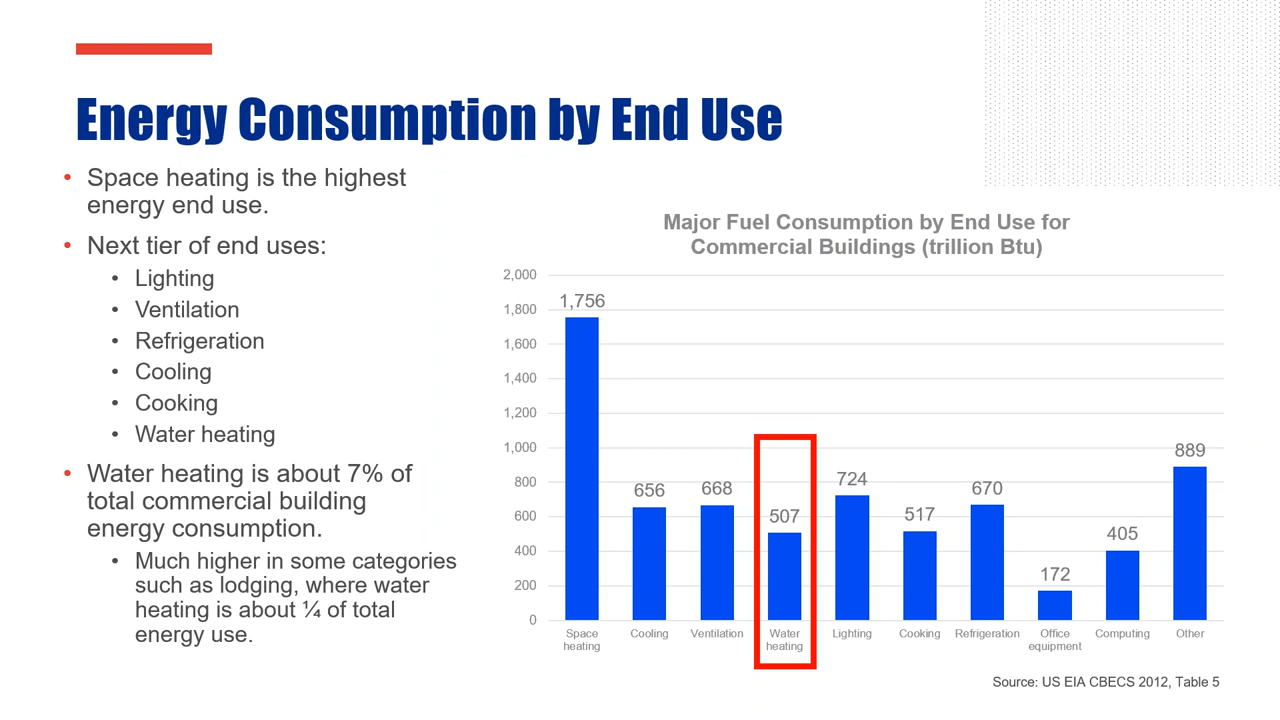 Energy Consumption by End Use
• Space heating is the highest
energy end use.
• Next tier of end uses:
• Lighting
• Ventilation
• Refrigeration
• Cooling
• Cooking
• Water heating
• Water heating is about 7% of
total commercial building
energy consumption.
• Much higher in some categories
such as lodging, where water
heating is about ¼ of total
energy use.
Major Fuel Consumption by End Use for
Commercial Buildings (trillion Btu)
2,000
1,800
1,600
1,400
1,200
1,000
800
600
400
200
0
1,756
656
668
507
724
517
670
172
405
889
Space
heating
Cooling
Ventilation
Water
heating
Lighting
Cooking
Refrigeration
Office
equipment
Computing
Other
Source: US EIA CBECS 2012, Table 5